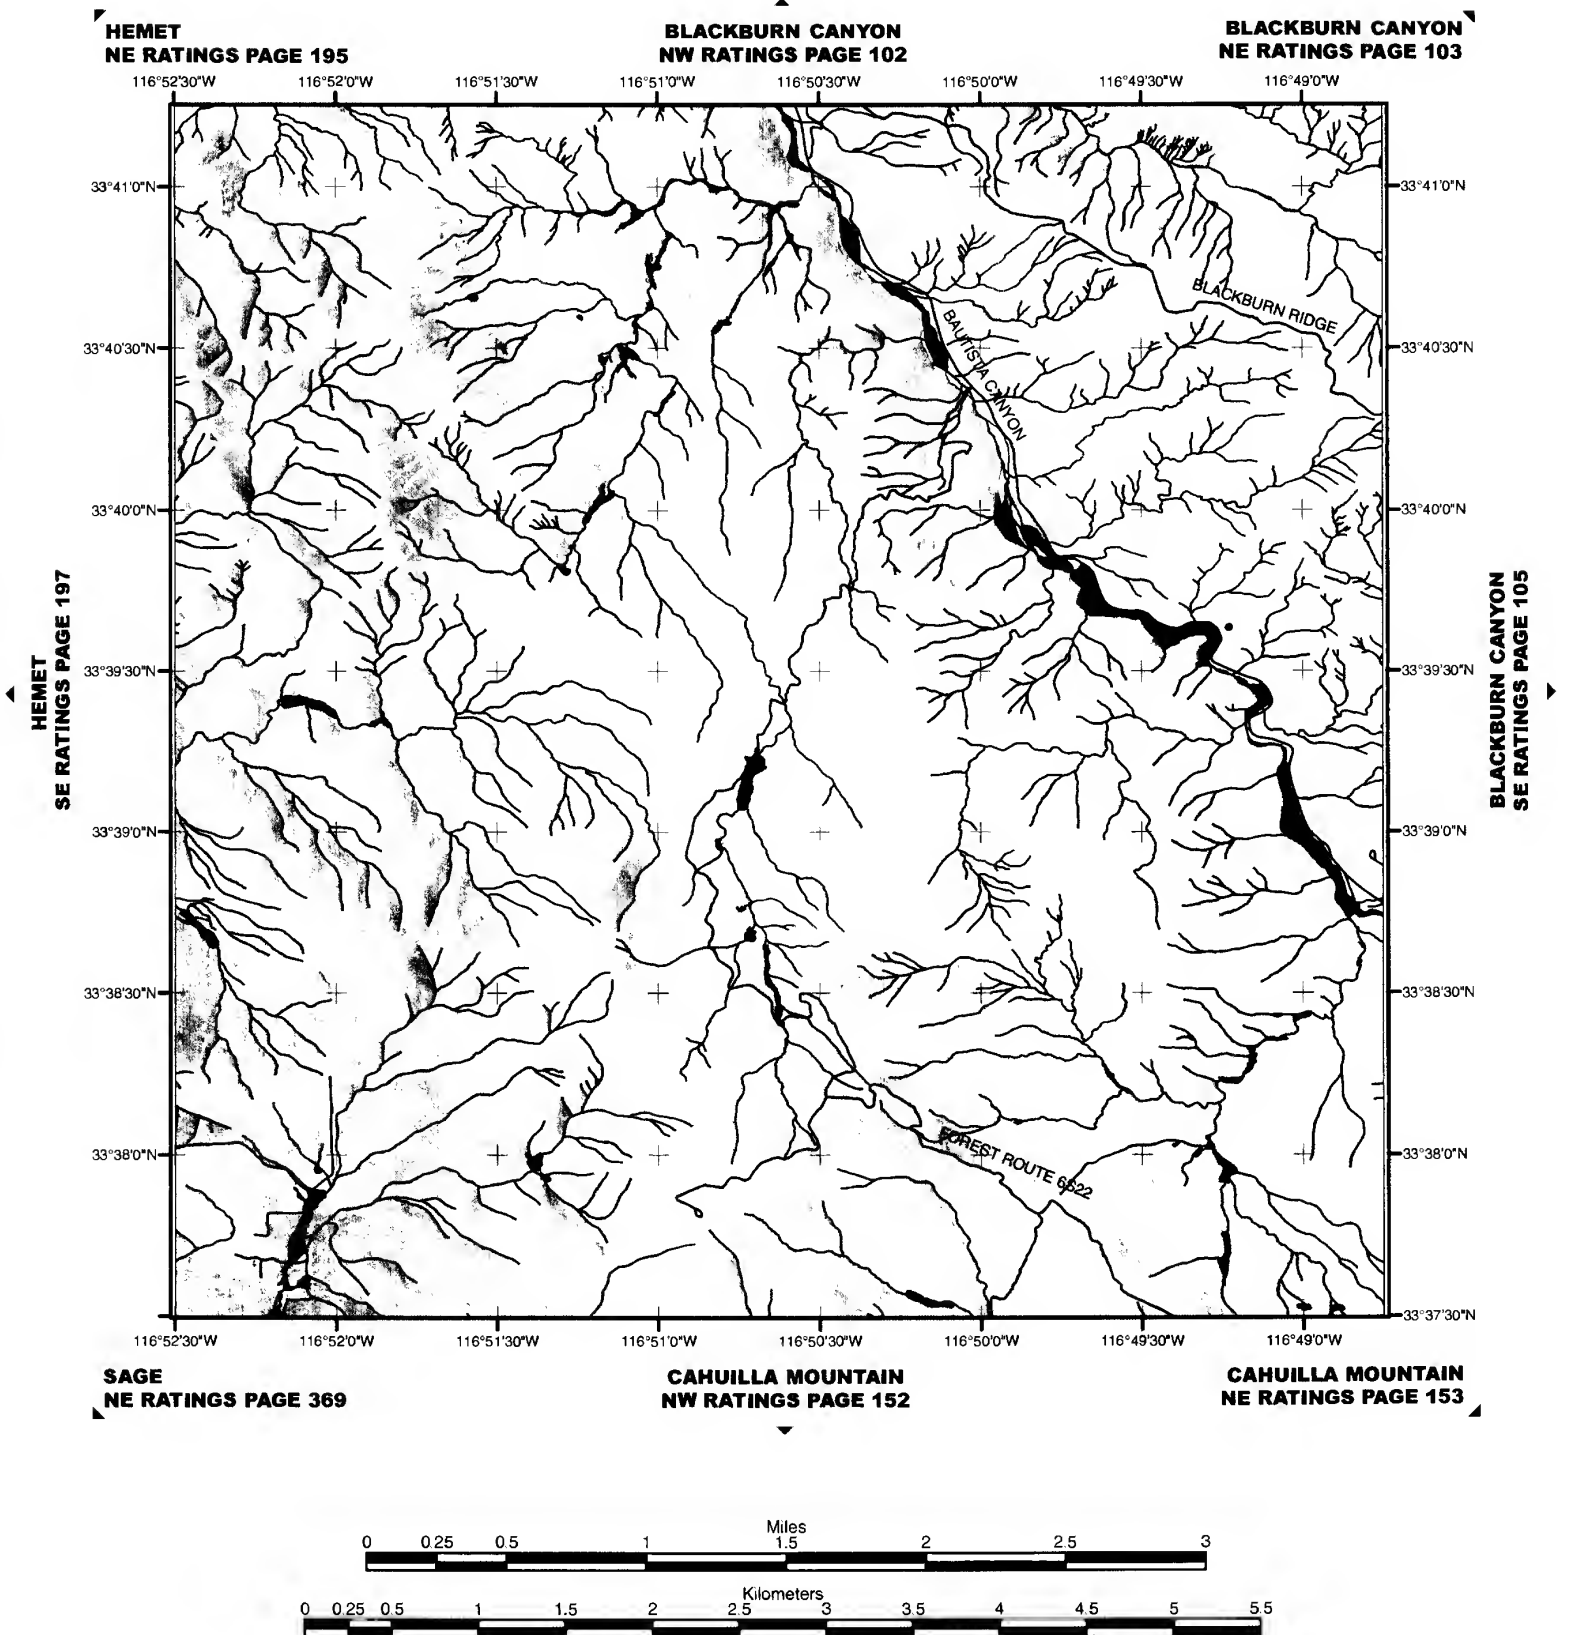 HEMET
NE RATINGS PAGE 195
BLACKBURN CANYON
NW RATINGS PAGE 102
BLACKBURN CANYON
NE RATINGS PAGE 103
116°52'30"W 116°52'0"W 116°51'30"W 116°51'0"W 116°50'30"W 116°50'0"W 116°49'30"W 116°49'0"W
33°41'0"N 33°41'0"N
BLACKBURN RIDGE
BAUTISTA CANYON
33°40'30"N 33°40'30"N
33°40'0"N 33°40'0"N
HEMET
SE RATINGS PAGE 197
BLACKBURN CANYON
SE RATINGS PAGE 105
33°39'30"N 33°39'30"N
33°39'0"N 33°39'0"N
33°38'30"N 33°38'30"N
FOREST ROUTE 6S22
33°38'0"N 33°38'0"N
33°37'30"N
116°52'30"W 116°52'0"W 116°51'30"W 116°51'0"W 116°50'30"W 116°50'0"W 116°49'30"W 116°49'0"W
SAGE
NE RATINGS PAGE 369
CAHUILLA MOUNTAIN
NW RATINGS PAGE 152
CAHUILLA MOUNTAIN
NE RATINGS PAGE 153
Miles
0 0.25 0.5 1 1.5 2 2.5 3
Kilometers
0 0.25 0.5 1 1.5 2 2.5 3 3.5 4 4.5 5 5.5